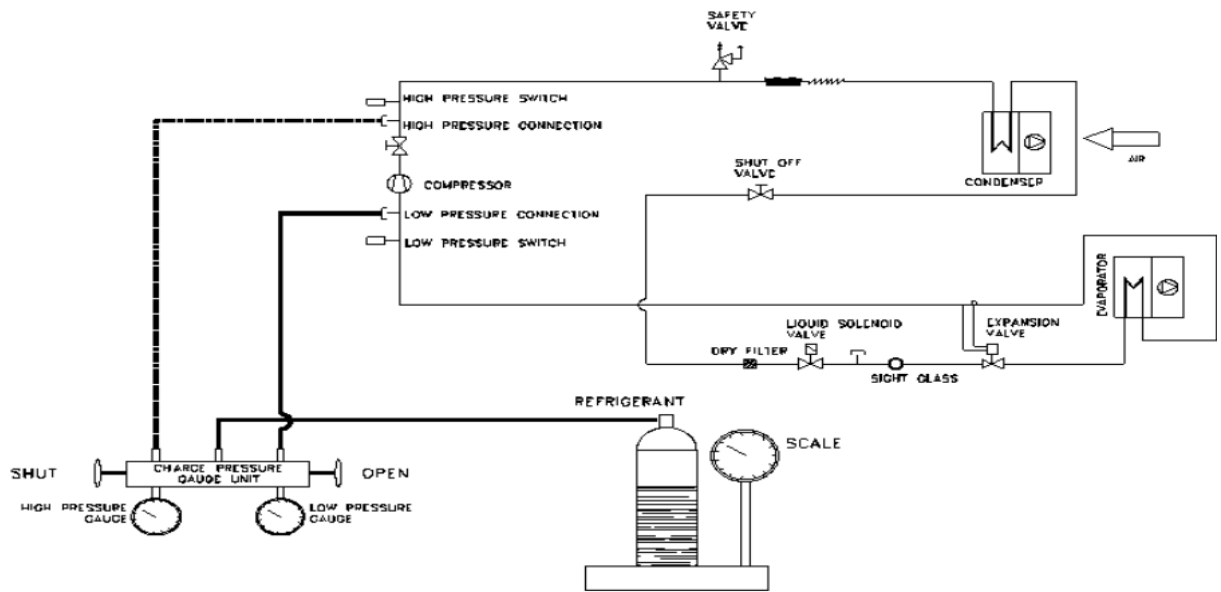 SAFETY
VALVE
HIGH PRESSURE SWITCH
HIGH PRESSURE CONNECTION
SHUT OFF
VALVE
CONDENSER
AIR
COMPRESSOR
LOW PRESSURE CONNECTION
LOW PRESSURE SWITCH
EVAPORATOR
LIQUID SOLENOID
VALVE
EXPANSION
VALVE
DRY FILTER
SIGHT GLASS
REFRIGERANT
SCALE
SHUT
CHARGE PRESSURE
GAUGE UNIT
OPEN
HIGH PRESSURE
GAUGE
LOW PRESSURE
GAUGE